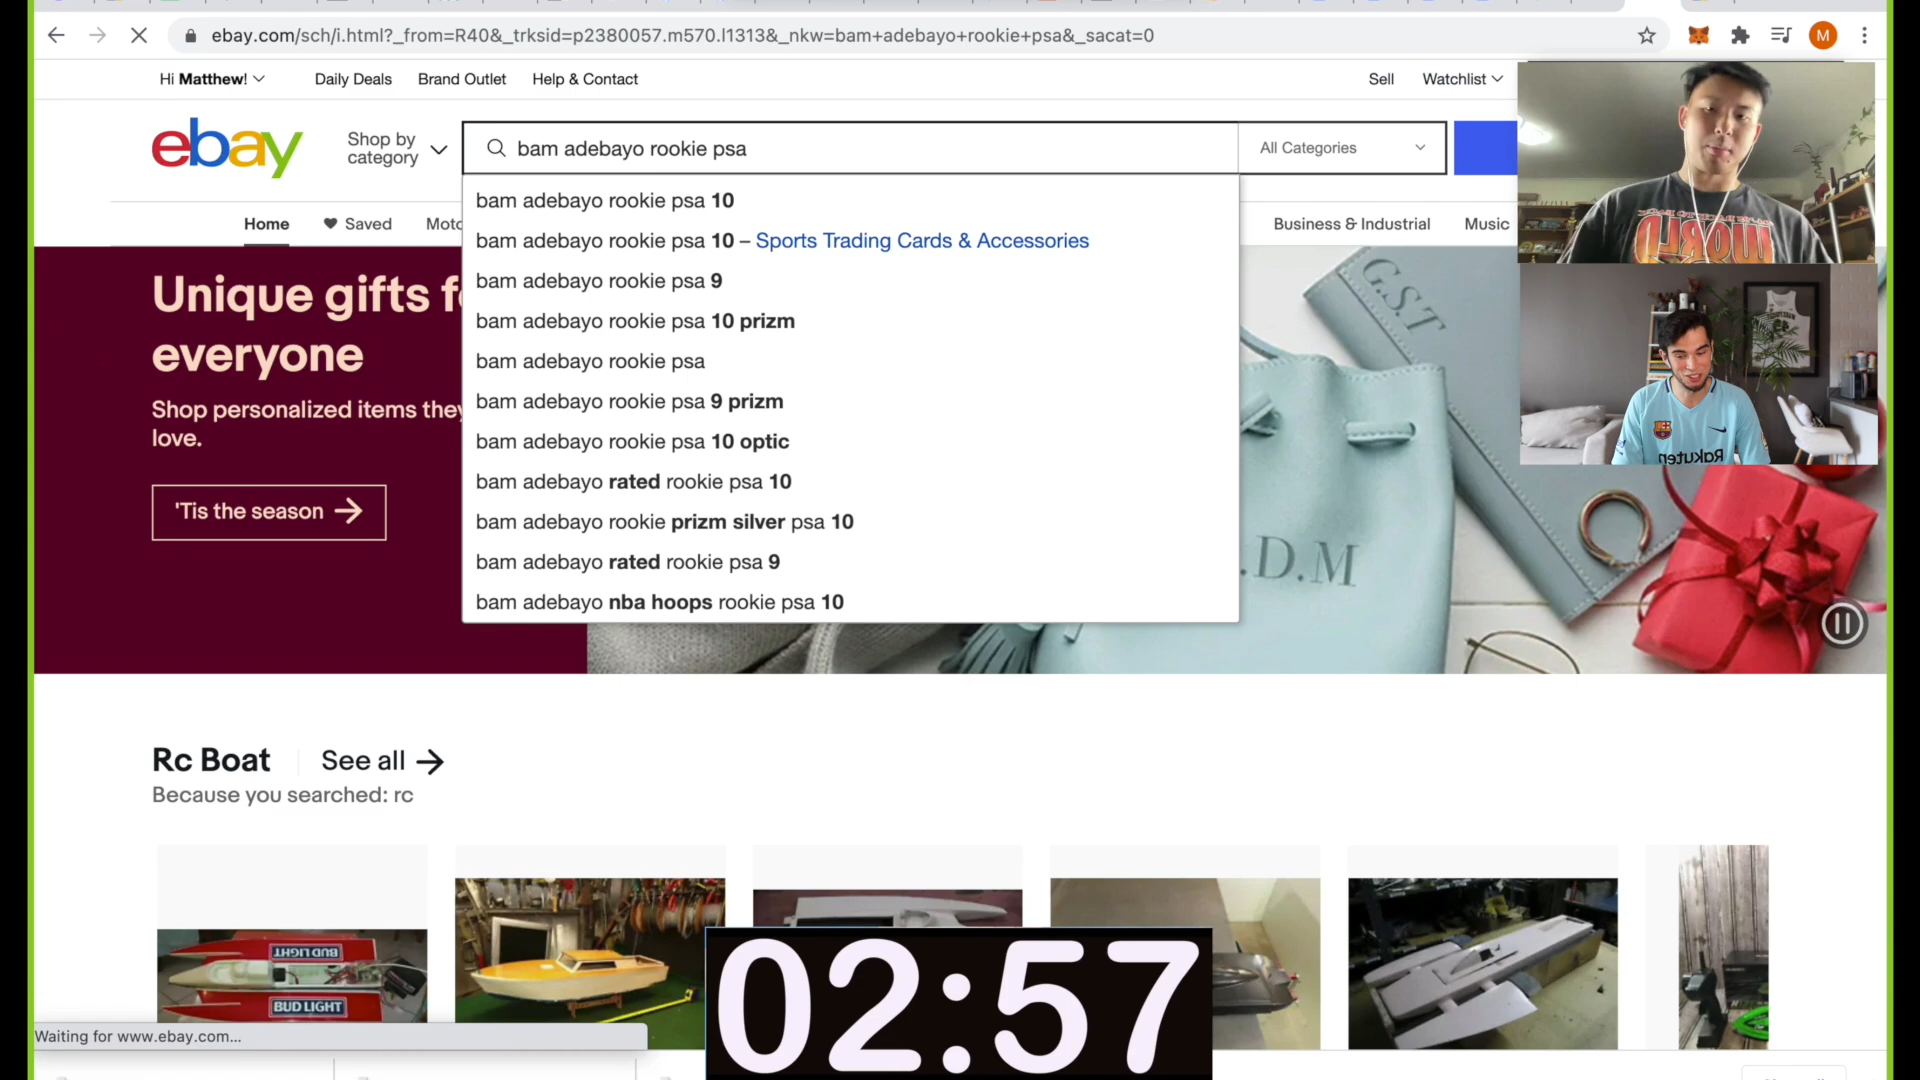 ebay.com/sch/i.html?_from=R40&_trksid=p2380057.m570.l1313&_nkw=bam+adebayo+rookie+psa&_sacat=0
M
Hi Matthew!
Daily Deals
Brand Outlet
Help & Contact
Sell
Watchlist
ebay
Shop by
category
bam adebayo rookie psa
All Categories
Home
Saved
Moto
Business & Industrial
Music
bam adebayo rookie psa 10
bam adebayo rookie psa 10 – Sports Trading Cards & Accessories
bam adebayo rookie psa 9
bam adebayo rookie psa 10 prizm
bam adebayo rookie psa
bam adebayo rookie psa 9 prizm
bam adebayo rookie psa 10 optic
bam adebayo rated rookie psa 10
bam adebayo rookie prizm silver psa 10
bam adebayo rated rookie psa 9
bam adebayo nba hoops rookie psa 10
Unique gifts f
everyone
Shop personalized items they
love.
'Tis the season
G.S.T
.D.M
WORLD
Rakuten
Rc Boat
See all
Because you searched: rc
BUD LIGHT
BUD LIGHT
02:57
Waiting for www.ebay.com...